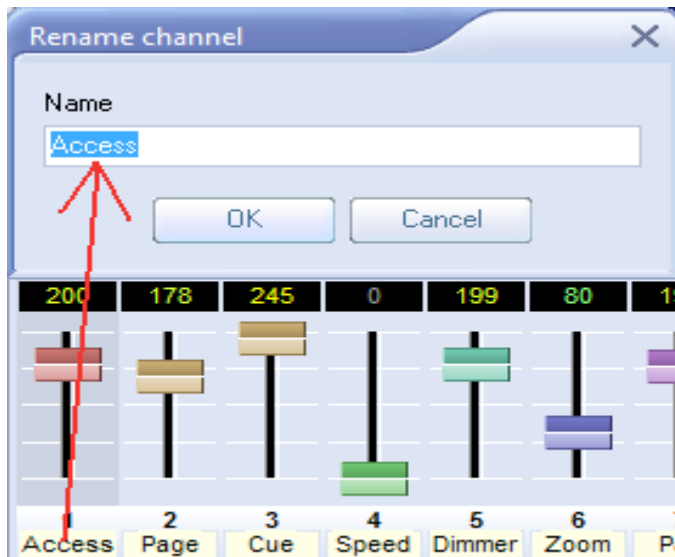 Rename channel
Name
Access
OK Cancel
200 178 245 0 199 80
1 2 3 4 5 6
Access Page Cue Speed Dimmer Zoom